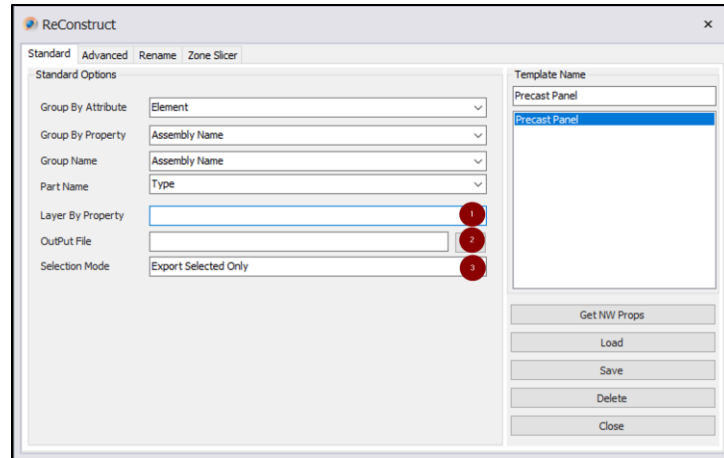 ReConstruct
Standard Advanced Rename Zone Slicer
Standard Options
Group By Attribute Element
Group By Property Assembly Name
Group Name Assembly Name
Part Name Type
Layer By Property 1
OutPut File 2
Selection Mode Export Selected Only 3
Template Name
Precast Panel
Precast Panel
Get NW Props
Load
Save
Delete
Close